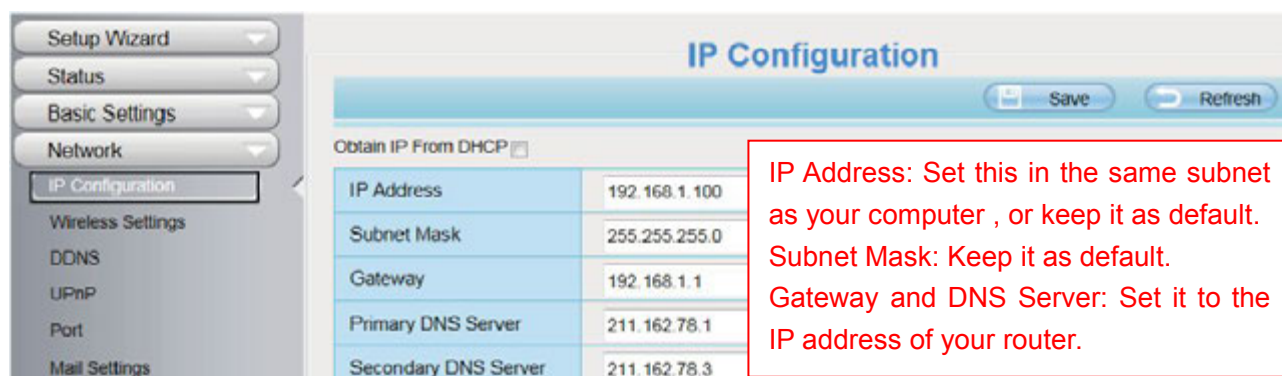 Setup Wizard
Status
Basic Settings
Network
IP Configuration
Wireless Settings
DDNS
UPnP
Port
Mail Settings
IP Configuration
Save
Refresh
Obtain IP From DHCP
IP Address 192.168.1.100
Subnet Mask 255.255.255.0
Gateway 192.168.1.1
Primary DNS Server 211.162.78.1
Secondary DNS Server 211.162.78.3
IP Address: Set this in the same subnet
as your computer , or keep it as default.
Subnet Mask: Keep it as default.
Gateway and DNS Server: Set it to the
IP address of your router.